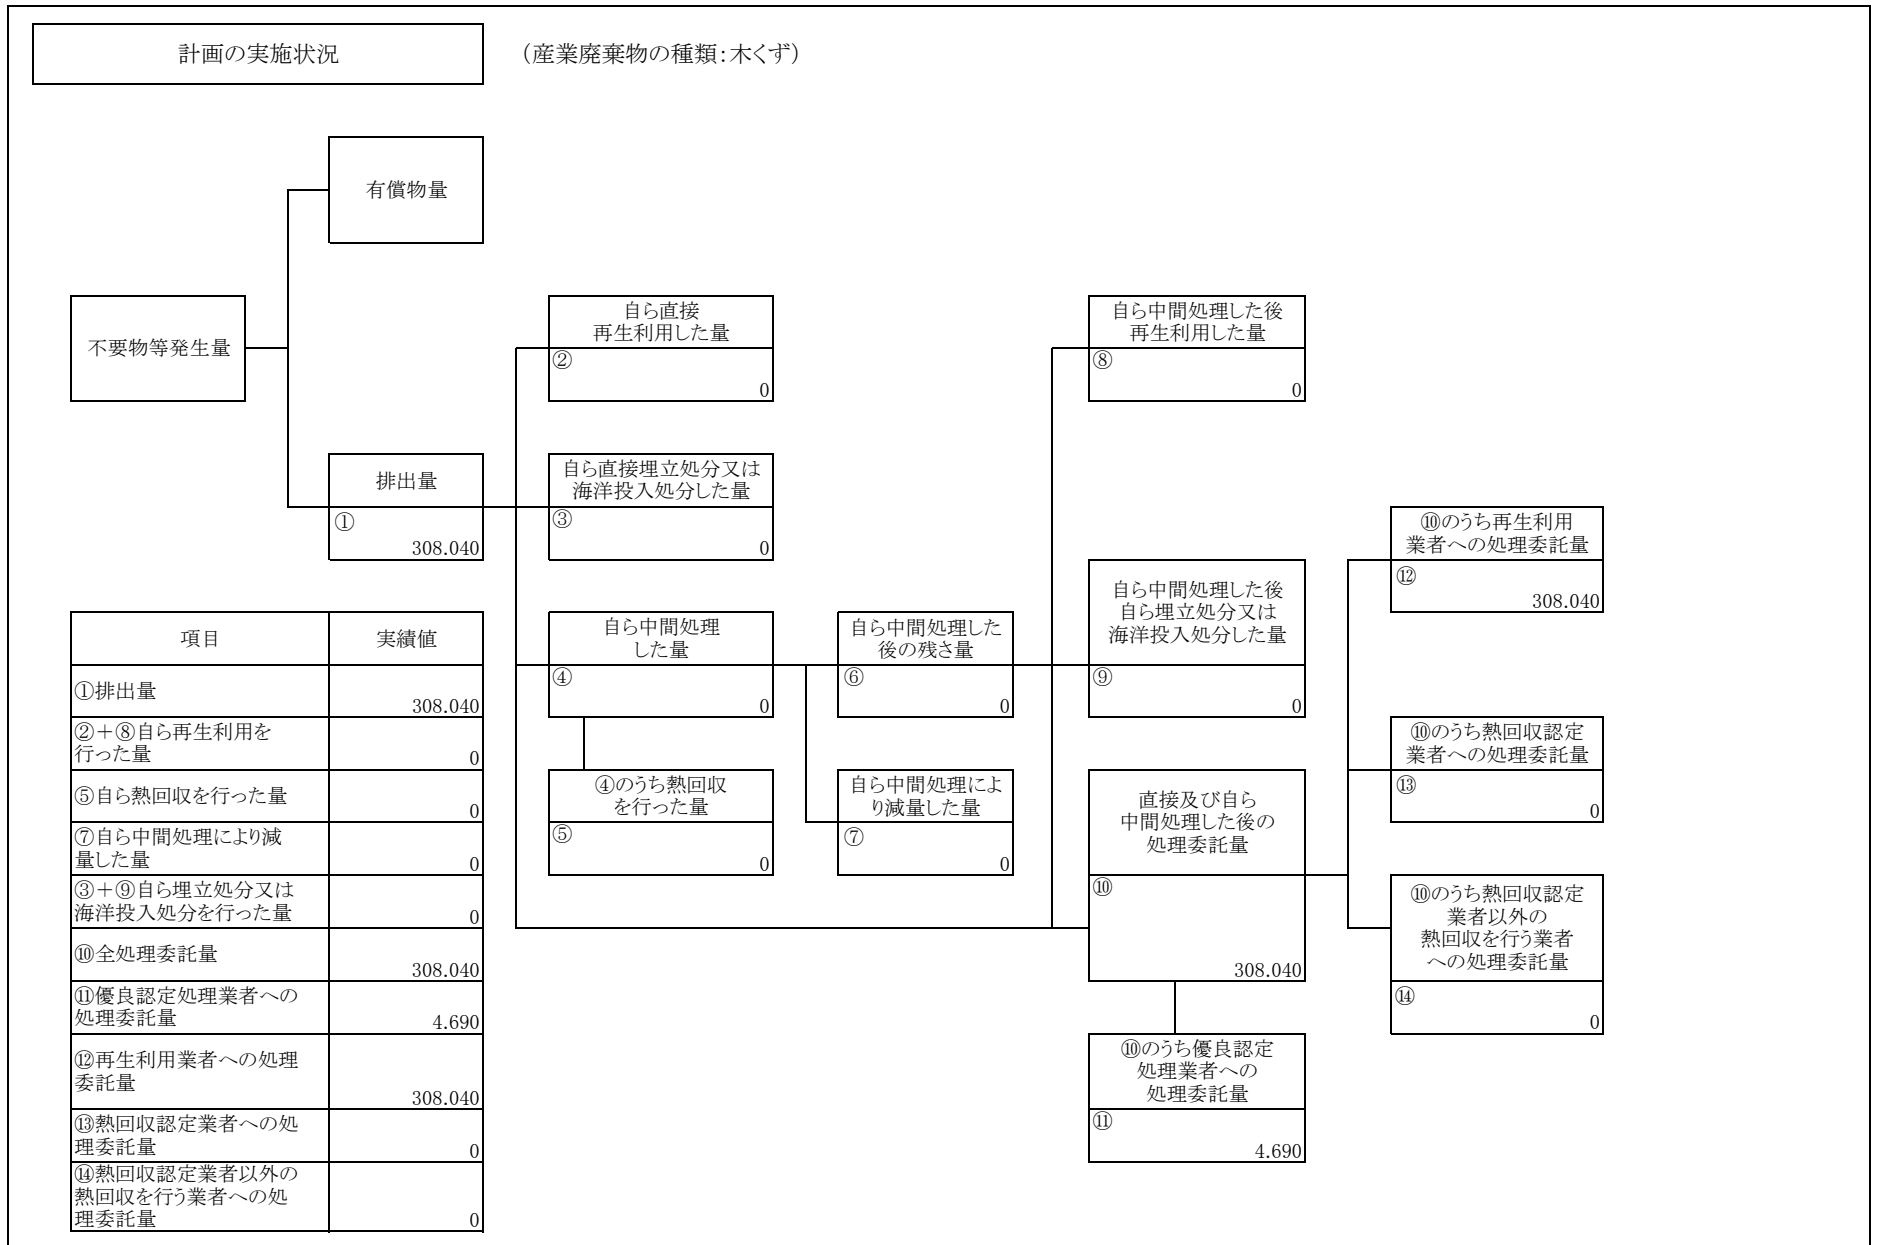 計画の実施状況
（産業廃棄物の種類：木くず）
有償物量
不要物等発生量
自ら直接
再生利用した量
②
0
自ら中間処理した後
再生利用した量
⑧
0
排出量
①
308.040
自ら直接埋立処分又は
海洋投入処分した量
③
0
⑩のうち再生利用
業者への処理委託量
⑫
308.040
自ら中間処理した後
自ら埋立処分又は
海洋投入処分した量
⑨
0
自ら中間処理
した量
④
0
自ら中間処理した
後の残さ量
⑥
0
⑩のうち熱回収認定
業者への処理委託量
⑬
0
④のうち熱回収
を行った量
⑤
0
自ら中間処理によ
り減量した量
⑦
0
直接及び自ら
中間処理した後の
処理委託量
⑩
308.040
⑩のうち熱回収認定
業者以外の
熱回収を行う業者
への処理委託量
⑭
0
⑩のうち優良認定
処理業者への
処理委託量
⑪
4.690
項目 実績値
①排出量
308.040
②＋⑧自ら再生利用を
行った量
0
⑤自ら熱回収を行った量
0
⑦自ら中間処理により減
量した量
0
③＋⑨自ら埋立処分又は
海洋投入処分を行った量
0
⑩全処理委託量
308.040
⑪優良認定処理業者への
処理委託量
4.690
⑫再生利用業者への処理
委託量
308.040
⑬熱回収認定業者への処
理委託量
0
⑭熱回収認定業者以外の
熱回収を行う業者への処
理委託量
0